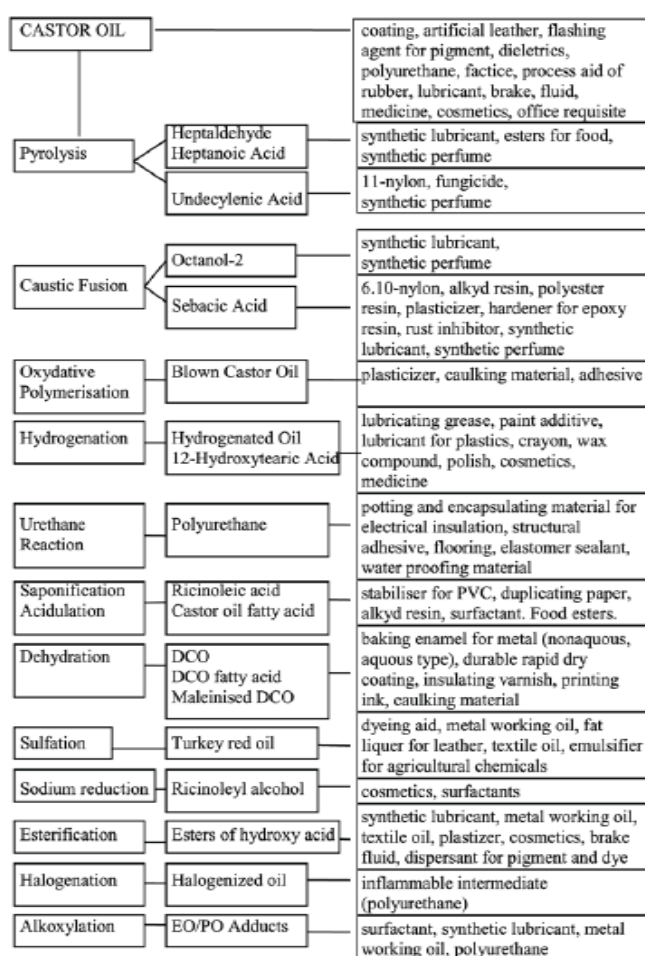 CASTOR OIL
coating, artificial leather, flashing
agent for pigment, dieletrics,
polyurethane, factice, process aid of
rubber, lubricant, brake, fluid,
medicine, cosmetics, office requisite
Pyrolysis
Heptaldehyde
Heptanoic Acid
synthetic lubricant, esters for food,
synthetic perfume
Undecylenic Acid
11-nylon, fungicide,
synthetic perfume
Caustic Fusion
Octanol-2
synthetic lubricant,
synthetic perfume
Sebacic Acid
6.10-nylon, alkyd resin, polyester
resin, plasticizer, hardener for epoxy
resin, rust inhibitor, synthetic
lubricant, synthetic perfume
Oxydative
Polymerisation
Blown Castor Oil
plasticizer, caulking material, adhesive
Hydrogenation
Hydrogenated Oil
12-Hydroxytearic Acid
lubricating grease, paint additive,
lubricant for plastics, crayon, wax
compound, polish, cosmetics,
medicine
Urethane
Reaction
Polyurethane
potting and encapsulating material for
electrical insulation, structural
adhesive, flooring, elastomer sealant,
water proofing material
Saponification
Acidulation
Ricinoleic acid
Castor oil fatty acid
stabiliser for PVC, duplicating paper,
alkyd resin, surfactant. Food esters.
Dehydration
DCO
DCO fatty acid
Maleinised DCO
baking enamel for metal (nonaquous,
aquous type), durable rapid dry
coating, insulating varnish, printing
ink, caulking material
Sulfation
Turkey red oil
dyeing aid, metal working oil, fat
liquer for leather, textile oil, emulsifier
for agricultural chemicals
Sodium reduction
Ricinoleyl alcohol
cosmetics, surfactants
Esterification
Esters of hydroxy acid
synthetic lubricant, metal working oil,
textile oil, plastizer, cosmetics, brake
fluid, dispersant for pigment and dye
Halogenation
Halogenized oil
inflammable intermediate
(polyurethane)
Alkoxylation
EO/PO Adducts
surfactant, synthetic lubricant, metal
working oil, polyurethane